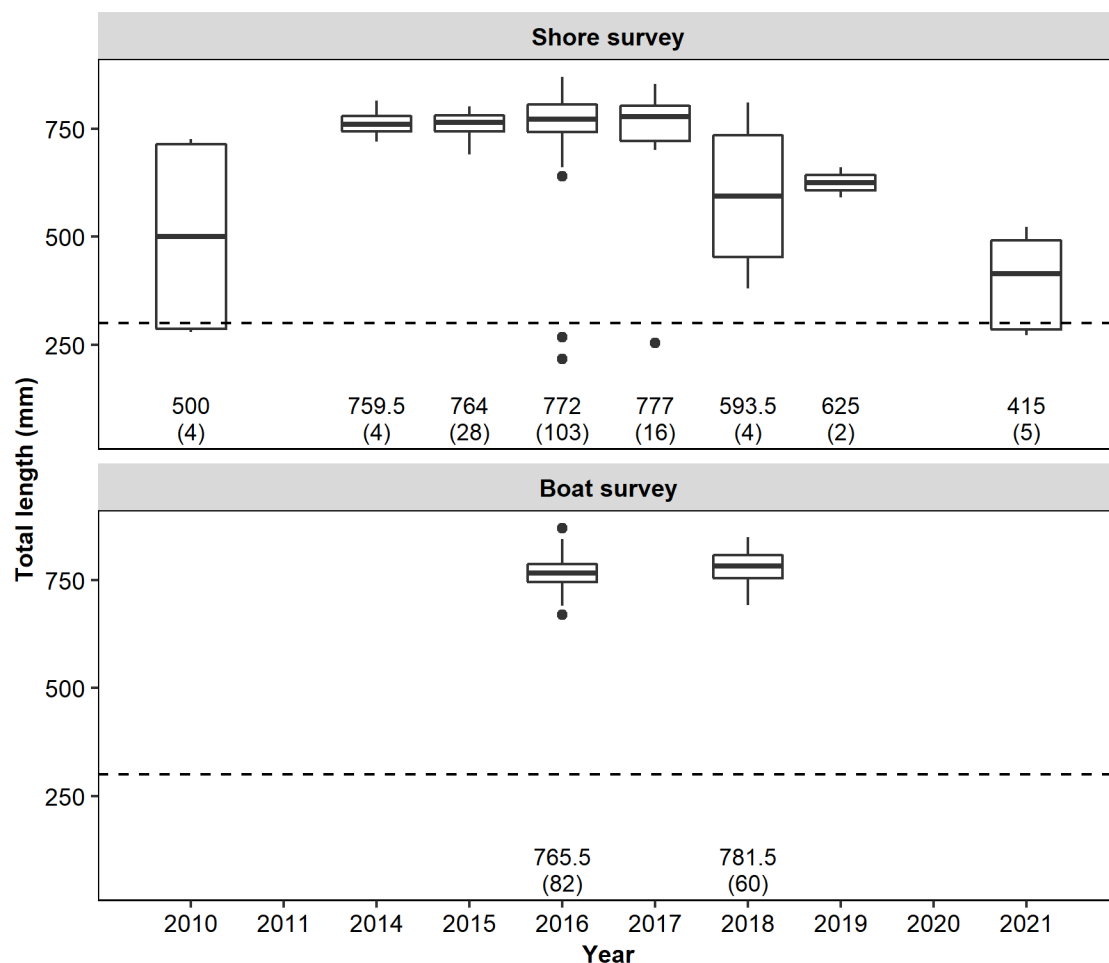 Shore survey
Total length (mm)
750
500
250
500 759.5 764 772 777 593.5 625 415
(4) (4) (28) (103) (16) (4) (2) (5)
Boat survey
750
500
250
765.5 781.5
(82) (60)
2010 2011 2014 2015 2016 2017 2018 2019 2020 2021
Year